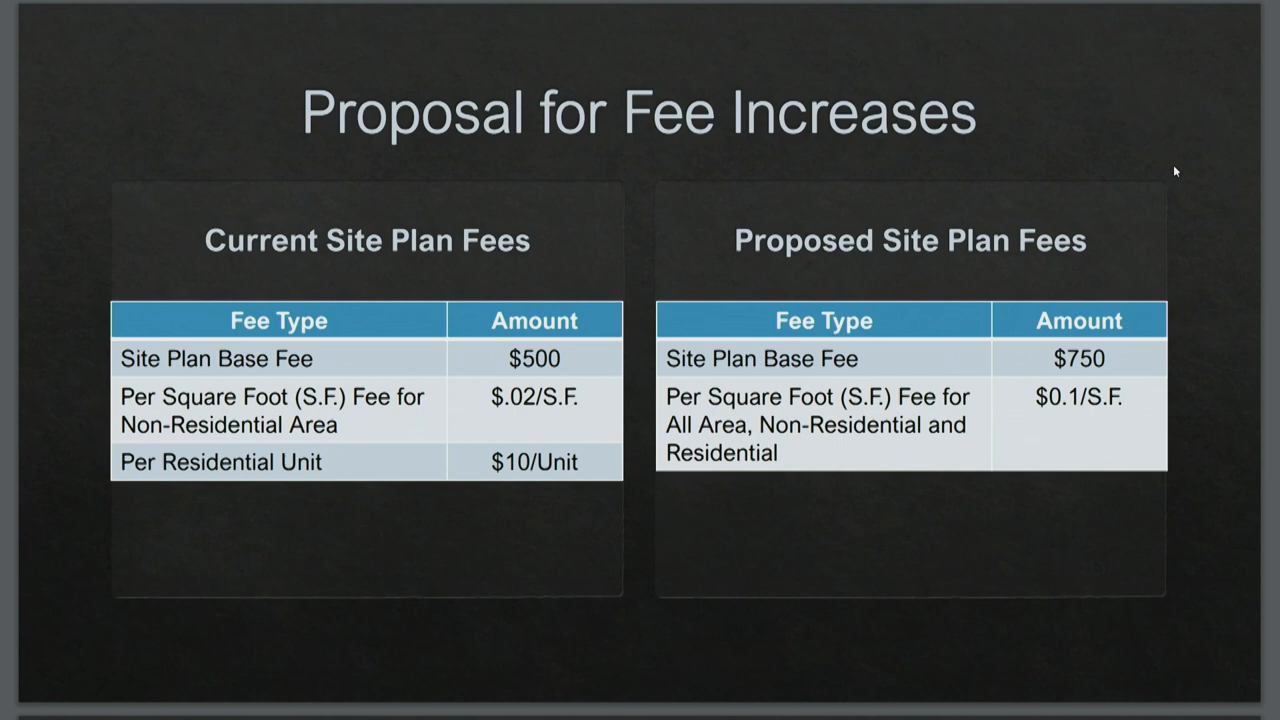 Proposal for Fee Increases
Current Site Plan Fees
Fee Type Amount
Site Plan Base Fee $500
Per Square Foot (S.F.) Fee for $.02/S.F.
Non-Residential Area
Per Residential Unit $10/Unit
Proposed Site Plan Fees
Fee Type Amount
Site Plan Base Fee $750
Per Square Foot (S.F.) Fee for $0.1/S.F.
All Area, Non-Residential and
Residential